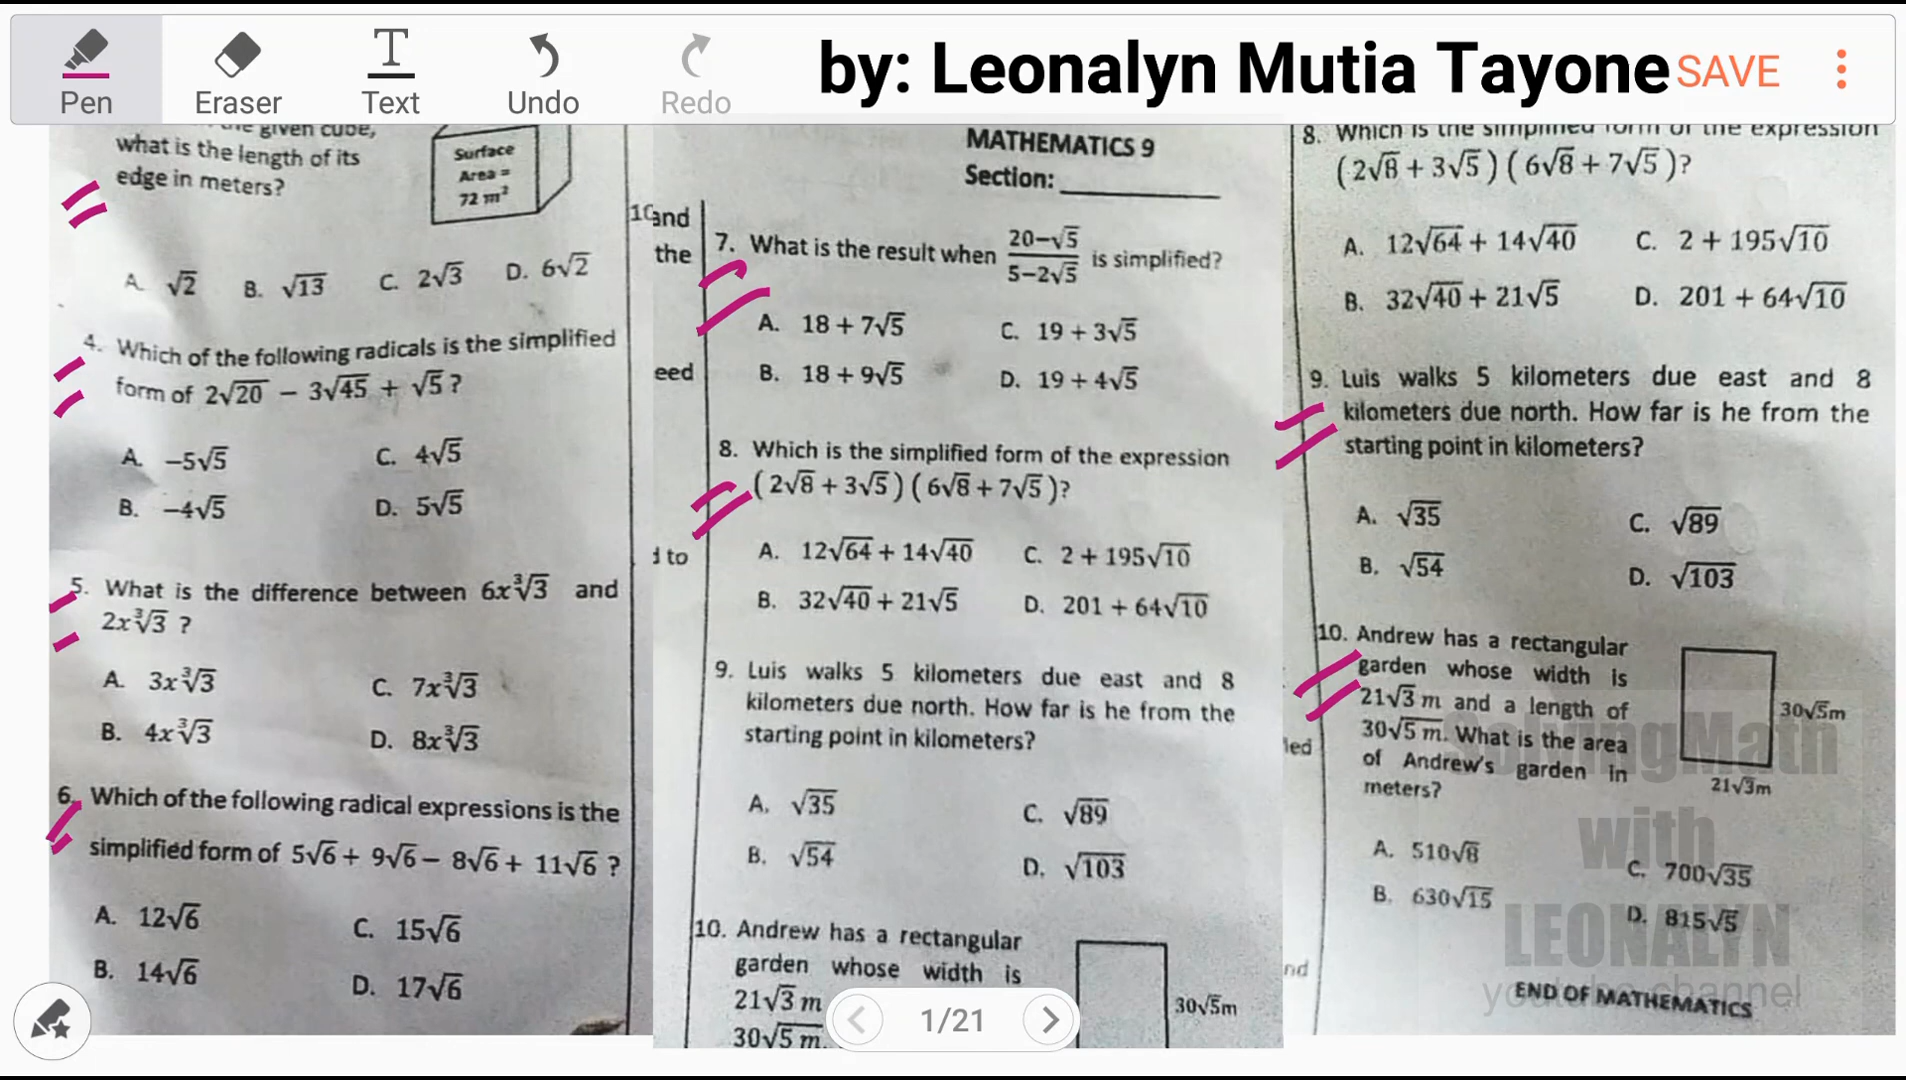 Pen
Eraser
Text
Undo
Redo
by: Leonalyn Mutia Tayone
SAVE
given cube,
what is the length of its
edge in meters?
Surface
Area =
72 m²
A. √2 B. √13 C. 2√3 D. 6√2
4. Which of the following radicals is the simplified
form of 2√20 − 3√45 + √5 ?
A. −5√5 C. 4√5
B. −4√5 D. 5√5
5. What is the difference between 6x∛3 and
2x∛3 ?
A. 3x∛3 C. 7x∛3
B. 4x∛3 D. 8x∛3
6. Which of the following radical expressions is the
simplified form of 5√6 + 9√6 − 8√6 + 11√6 ?
A. 12√6 C. 15√6
B. 14√6 D. 17√6
and
the
eed
d to
MATHEMATICS 9
Section:
7. What is the result when (20−√5)/(5−2√5) is simplified?
A. 18 + 7√5 C. 19 + 3√5
B. 18 + 9√5 D. 19 + 4√5
8. Which is the simplified form of the expression
(2√8 + 3√5)(6√8 + 7√5)?
A. 12√64 + 14√40 C. 2 + 195√10
B. 32√40 + 21√5 D. 201 + 64√10
9. Luis walks 5 kilometers due east and 8
kilometers due north. How far is he from the
starting point in kilometers?
A. √35 C. √89
B. √54 D. √103
10. Andrew has a rectangular
garden whose width is
21√3 m
30√5 m.
30√5m
1/21
led
nd
8. Which is the simplified form of the expression
(2√8 + 3√5)(6√8 + 7√5)?
A. 12√64 + 14√40 C. 2 + 195√10
B. 32√40 + 21√5 D. 201 + 64√10
9. Luis walks 5 kilometers due east and 8
kilometers due north. How far is he from the
starting point in kilometers?
A. √35 C. √89
B. √54 D. √103
10. Andrew has a rectangular
garden whose width is
21√3 m and a length of
30√5 m. What is the area
of Andrew's garden in
meters?
30√5m
21√3m
A. 510√8 C. 700√35
B. 630√15 D. 815√5
END OF MATHEMATICS
SolvingMath
with
LEONALYN
youtube channel